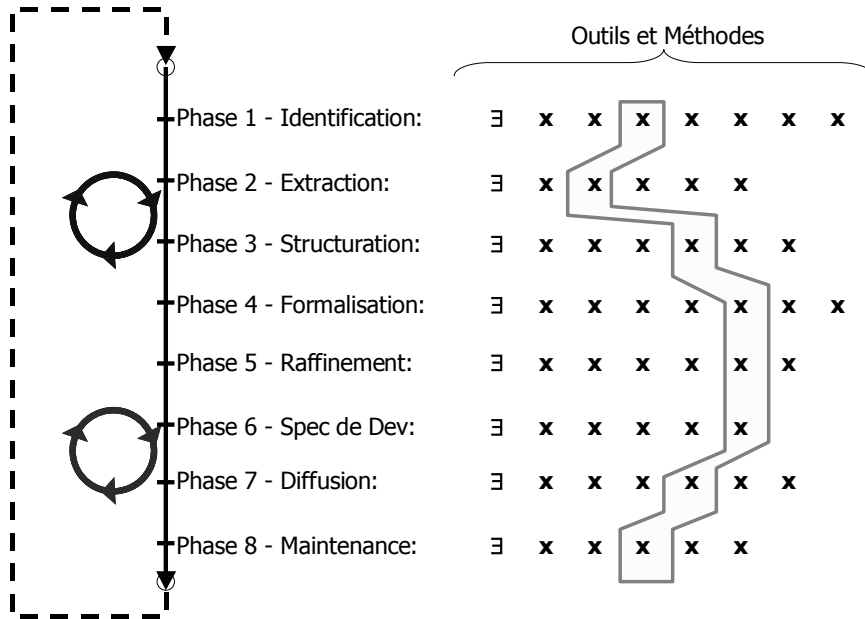 Outils et Méthodes
Phase 1 - Identification: ∃ x x x x x x x
Phase 2 - Extraction: ∃ x x x x x
Phase 3 - Structuration: ∃ x x x x x x
Phase 4 - Formalisation: ∃ x x x x x x x
Phase 5 - Raffinement: ∃ x x x x x x
Phase 6 - Spec de Dev: ∃ x x x x x
Phase 7 - Diffusion: ∃ x x x x x x
Phase 8 - Maintenance: ∃ x x x x x